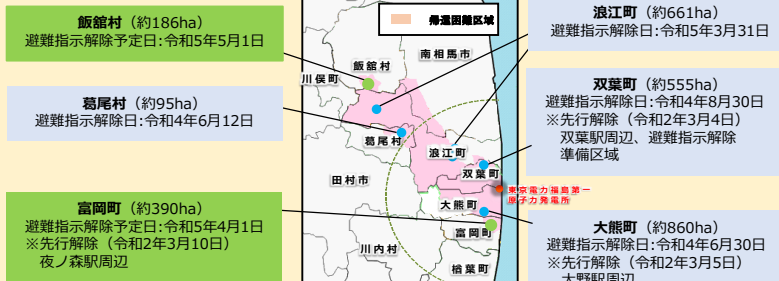 飯舘村（約186ha）
避難指示解除予定日:令和5年5月1日
葛尾村（約95ha）
避難指示解除日:令和4年6月12日
富岡町（約390ha）
避難指示解除予定日:令和5年4月1日
※先行解除（令和2年3月10日）
夜ノ森駅周辺
帰還困難区域
南相馬市
飯舘村
川俣町
葛尾村
浪江町
双葉町
田村市
東京電力福島第一
原子力発電所
大熊町
富岡町
川内村
楢葉町
浪江町（約661ha）
避難指示解除日:令和5年3月31日
双葉町（約555ha）
避難指示解除日:令和4年8月30日
※先行解除（令和2年3月4日）
双葉駅周辺、避難指示解除
準備区域
大熊町（約860ha）
避難指示解除日:令和4年6月30日
※先行解除（令和2年3月5日）
大野駅周辺